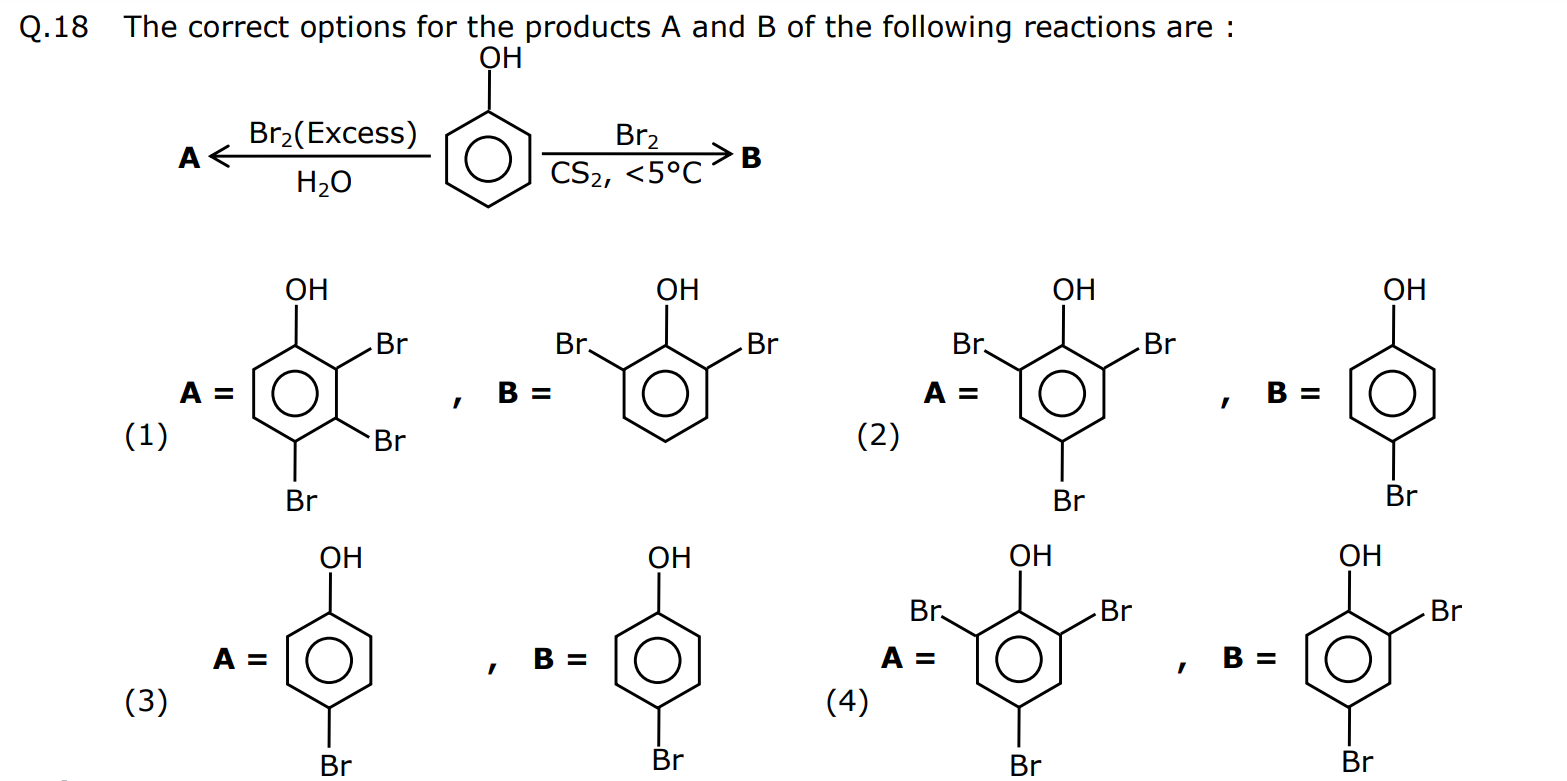 Q.18 The correct options for the products A and B of the following reactions are :
OH
A Br₂(Excess) Br₂ B
H₂O CS₂, <5°C
OH OH OH OH
Br Br Br Br Br
A = , B = A = , B =
(1) Br (2)
Br Br Br
OH OH OH OH
Br Br Br
A = , B = A = , B =
(3) (4)
Br Br Br Br